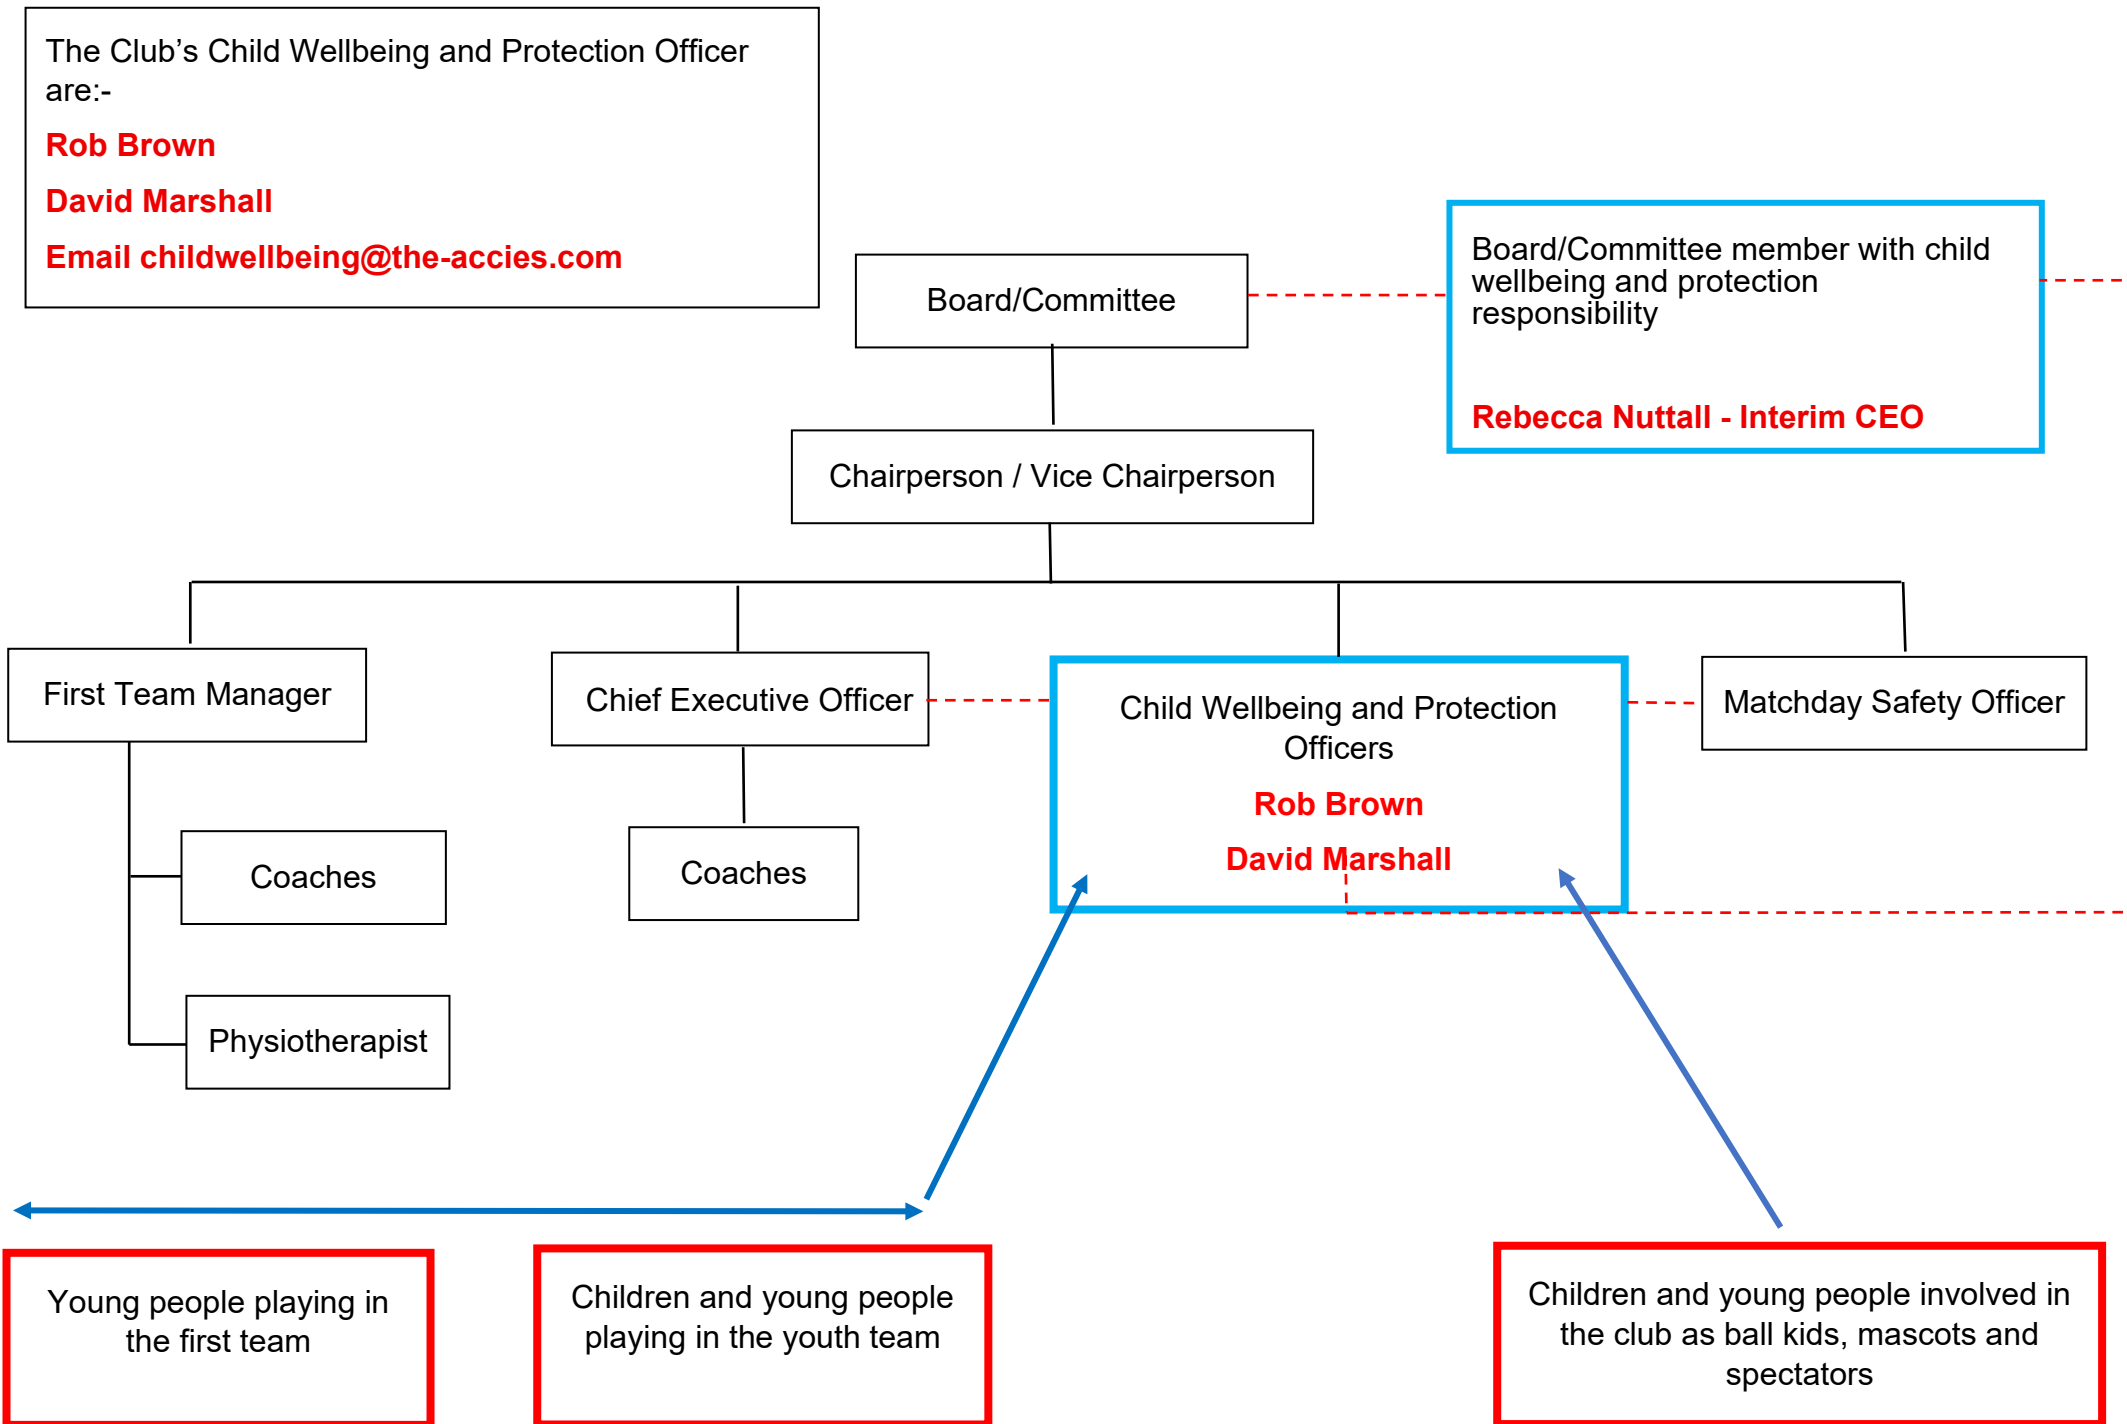 The Club’s Child Wellbeing and Protection Officer
are:-
Rob Brown
David Marshall
Email childwellbeing@the-accies.com
Board/Committee
Board/Committee member with child
wellbeing and protection
responsibility
Rebecca Nuttall - Interim CEO
Chairperson / Vice Chairperson
First Team Manager
Chief Executive Officer
Child Wellbeing and Protection
Officers
Rob Brown
David Marshall
Matchday Safety Officer
Coaches
Coaches
Physiotherapist
Young people playing in
the first team
Children and young people
playing in the youth team
Children and young people involved in
the club as ball kids, mascots and
spectators